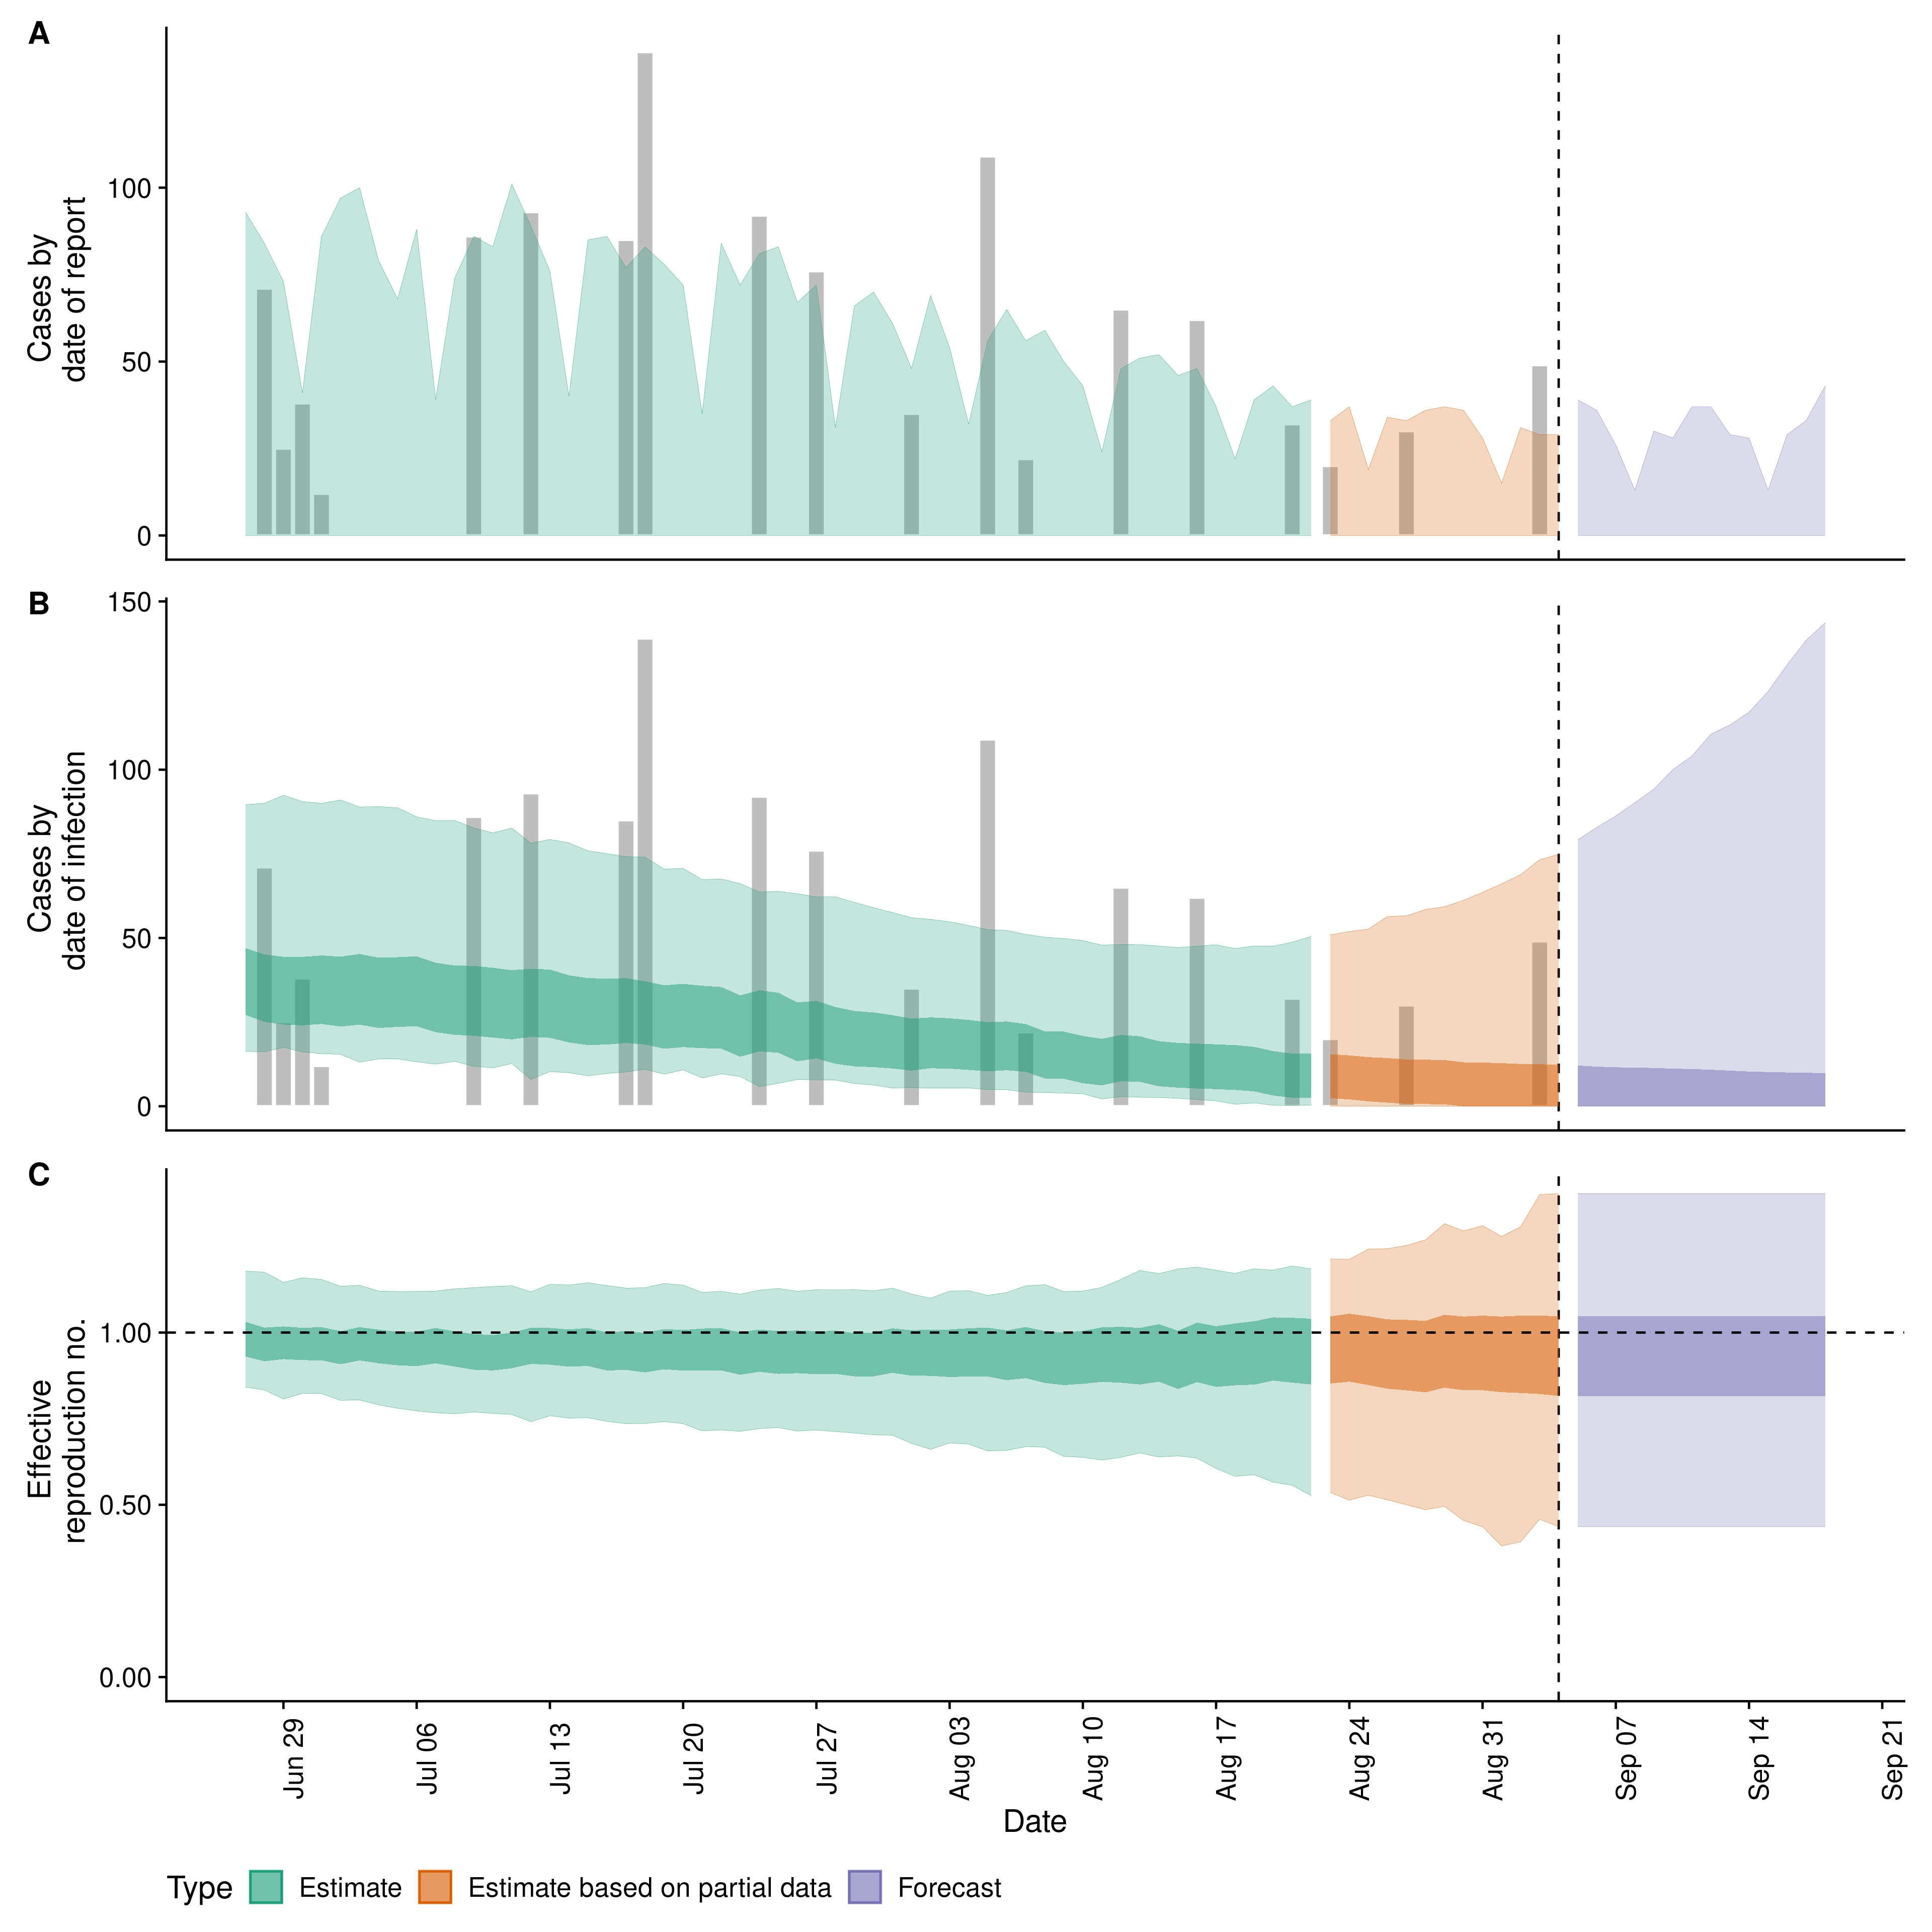 A
Cases by
date of report
100
50
0
B
Cases by
date of infection
150
100
50
0
C
Effective
reproduction no.
1.00
0.50
0.00
Jun 29
Jul 06
Jul 13
Jul 20
Jul 27
Aug 03
Aug 10
Aug 17
Aug 24
Aug 31
Sep 07
Sep 14
Sep 21
Date
Type Estimate Estimate based on partial data Forecast